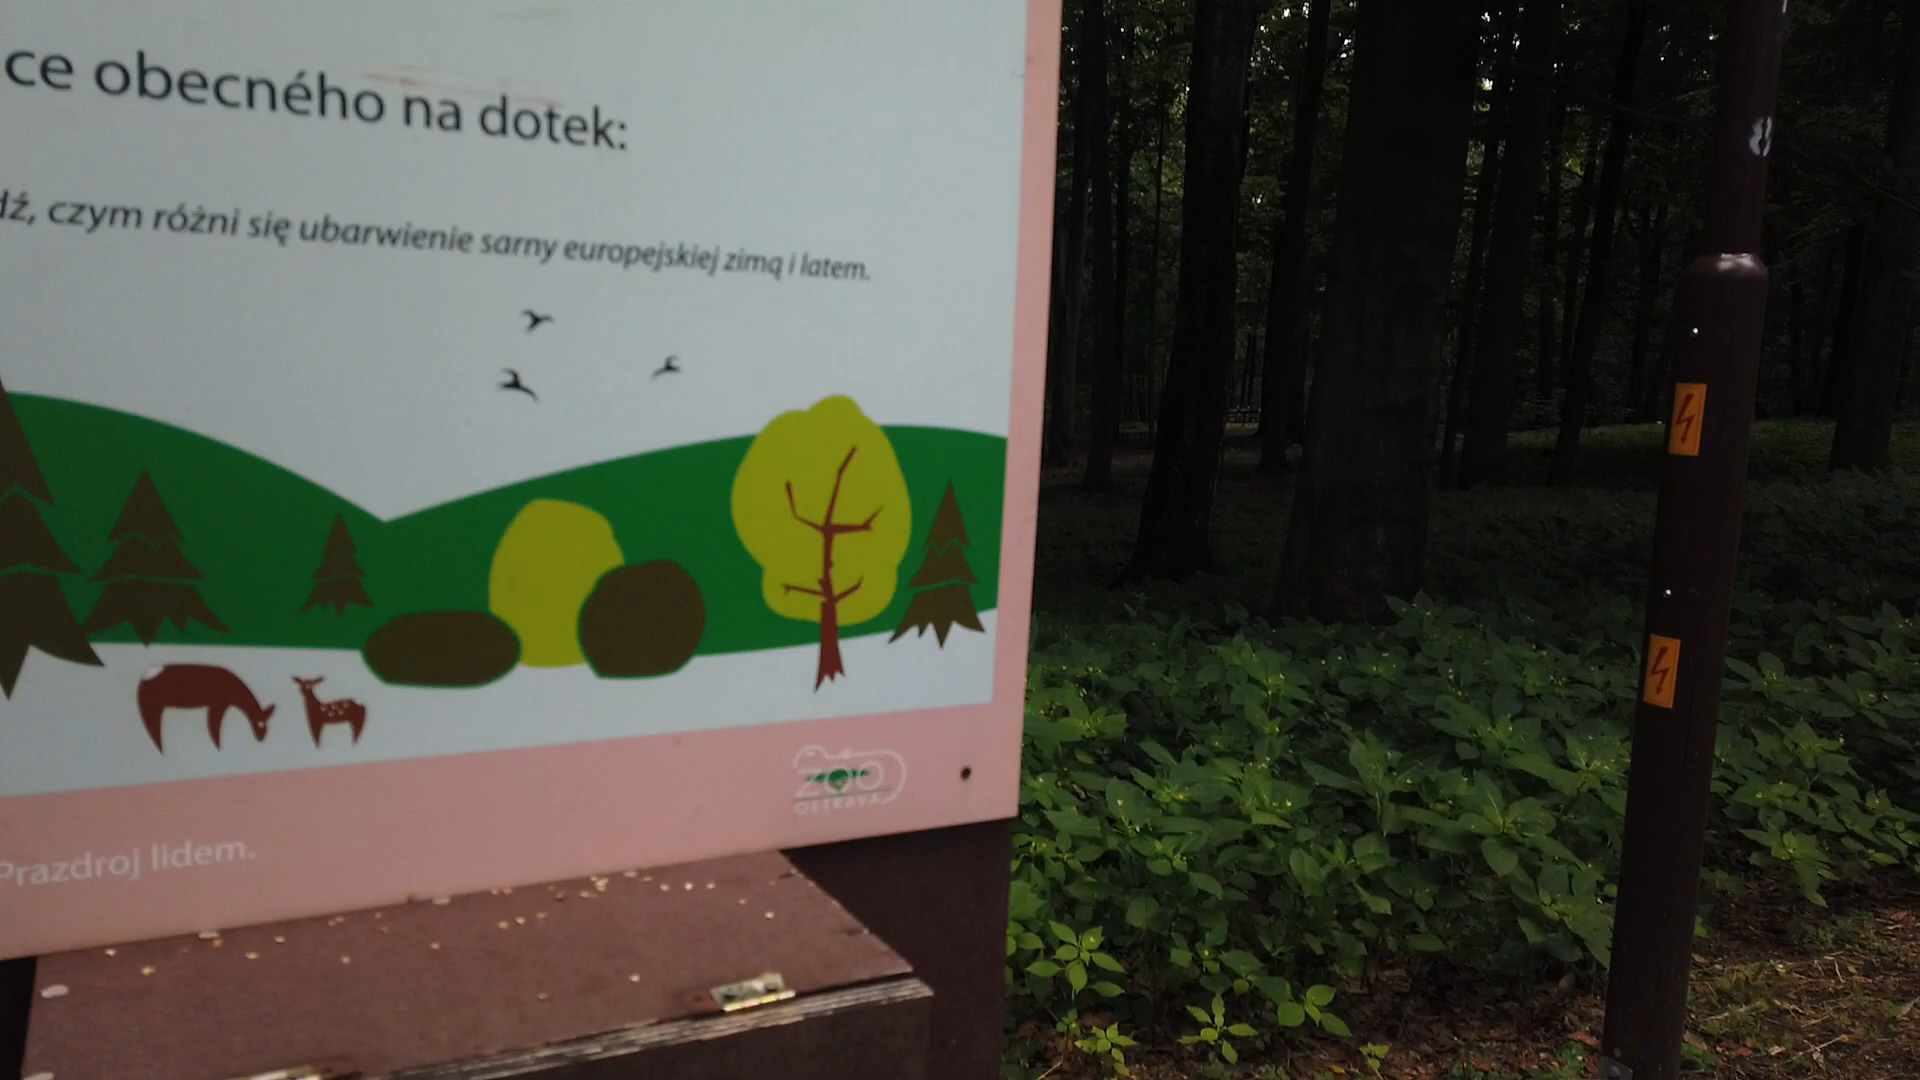 ce obecného na dotek:
dź, czym różni się ubarwienie sarny europejskiej zimą i latem.
ZOO
OSTRAVA
Prazdroj lidem.